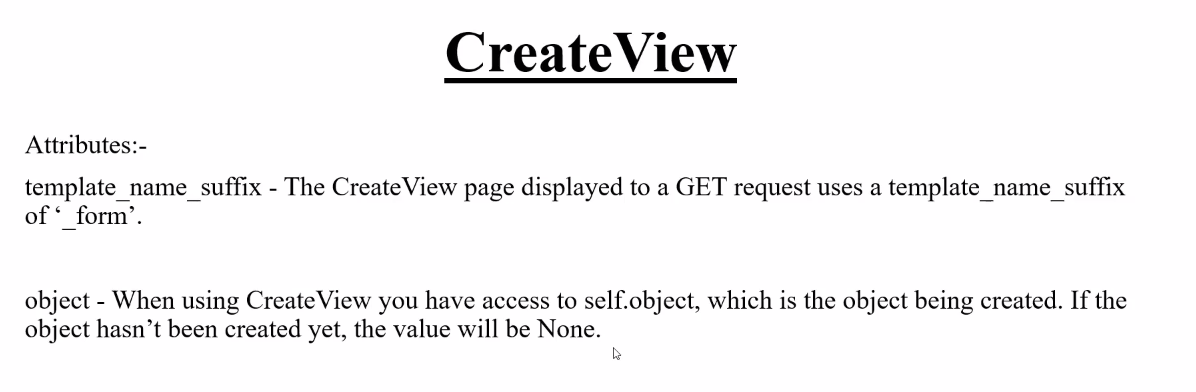 CreateView
Attributes:-
template_name_suffix - The CreateView page displayed to a GET request uses a template_name_suffix
of ‘_form’.
object - When using CreateView you have access to self.object, which is the object being created. If the
object hasn’t been created yet, the value will be None.